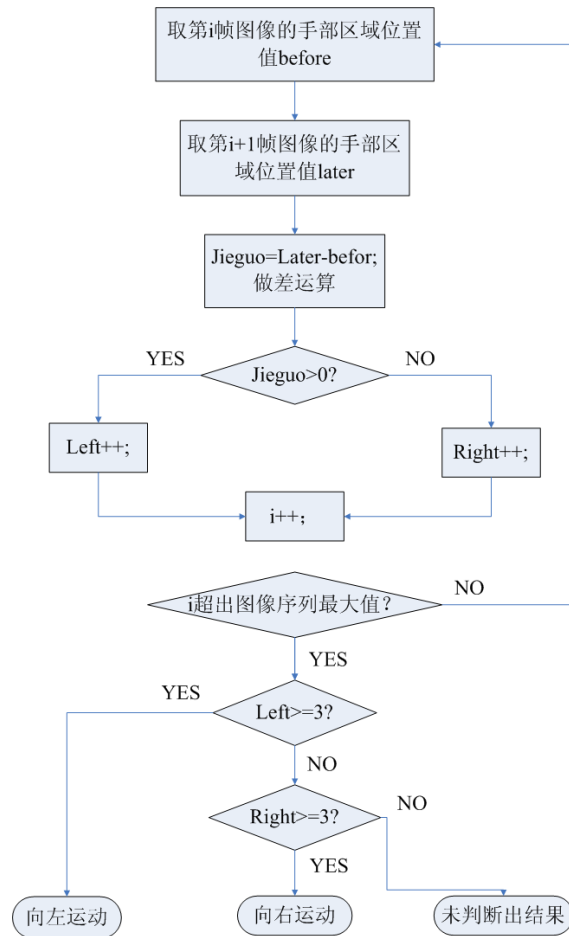 取第i帧图像的手部区域位置
值before
取第i+1帧图像的手部区
域位置值later
Jieguo=Later-befor;
做差运算
YES
NO
Jieguo>0?
Left++;
Right++;
i++；
i超出图像序列最大值？
NO
YES
YES
Left>=3?
NO
Right>=3?
NO
YES
向左运动
向右运动
未判断出结果